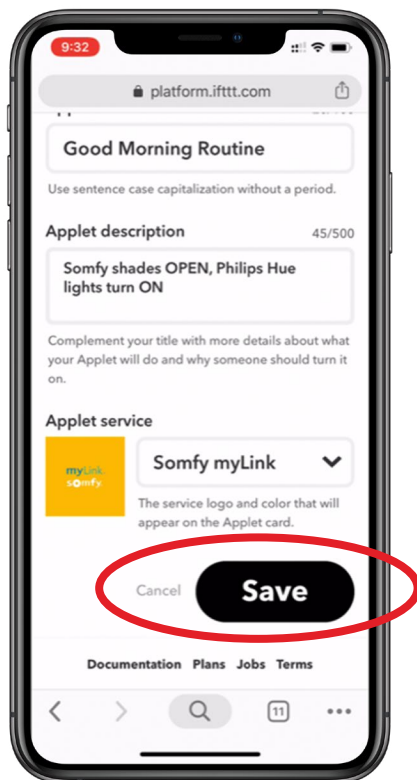 9:32
platform.ifttt.com
Good Morning Routine
Use sentence case capitalization without a period.
Applet description 45/500
Somfy shades OPEN, Philips Hue
lights turn ON
Complement your title with more details about what
your Applet will do and why someone should turn it
on.
Applet service
myLink
somfy.
Somfy myLink
The service logo and color that will
appear on the Applet card.
Cancel Save
Documentation Plans Jobs Terms
11